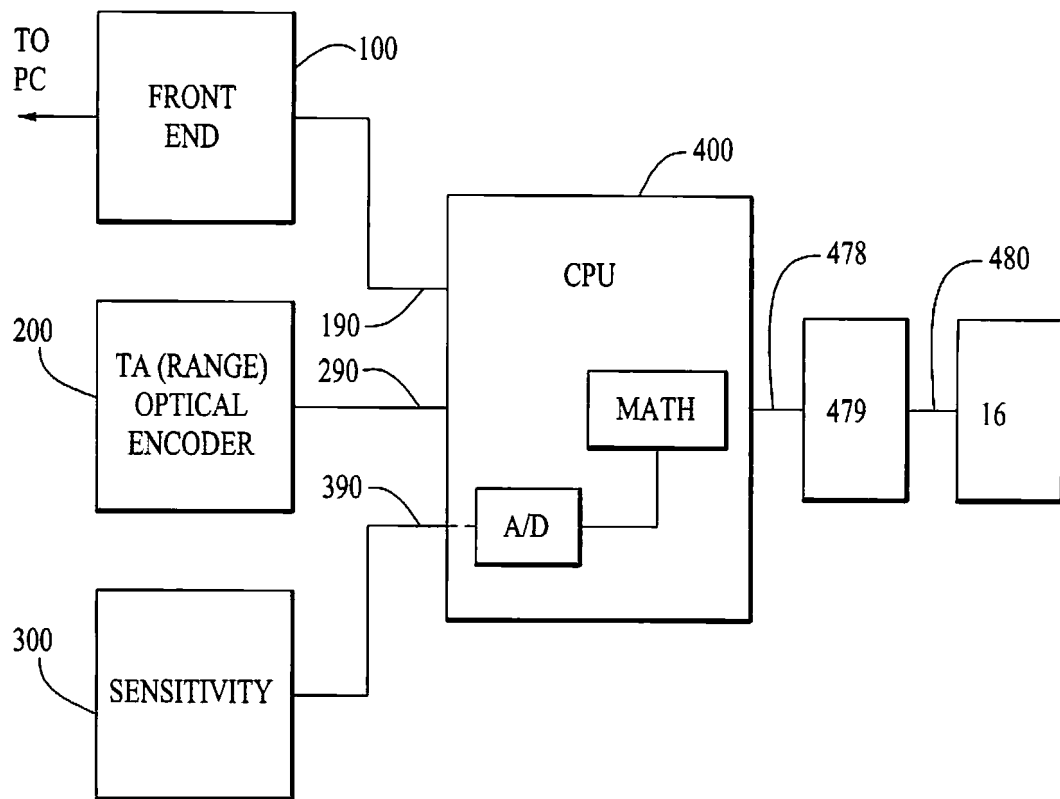 TO
PC
FRONT
END
100
400
CPU
478
480
190
200
TA (RANGE)
OPTICAL
ENCODER
290
MATH
479
16
390
A/D
300
SENSITIVITY